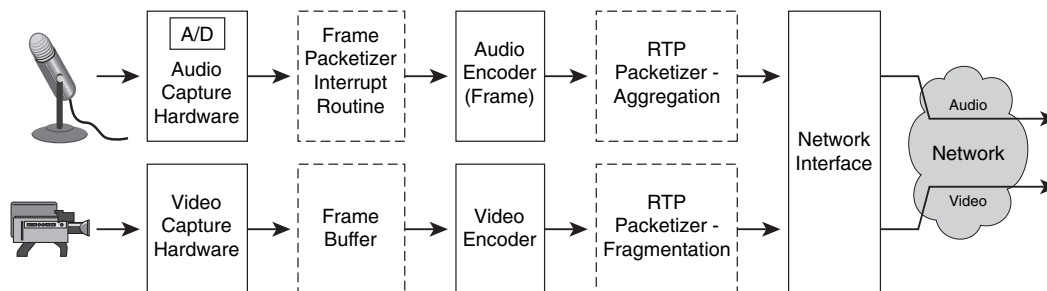 A/D
Audio
Capture
Hardware
Frame
Packetizer
Interrupt
Routine
Audio
Encoder
(Frame)
RTP
Packetizer -
Aggregation
Network
Interface
Audio
Network
Video
Video
Capture
Hardware
Frame
Buffer
Video
Encoder
RTP
Packetizer -
Fragmentation